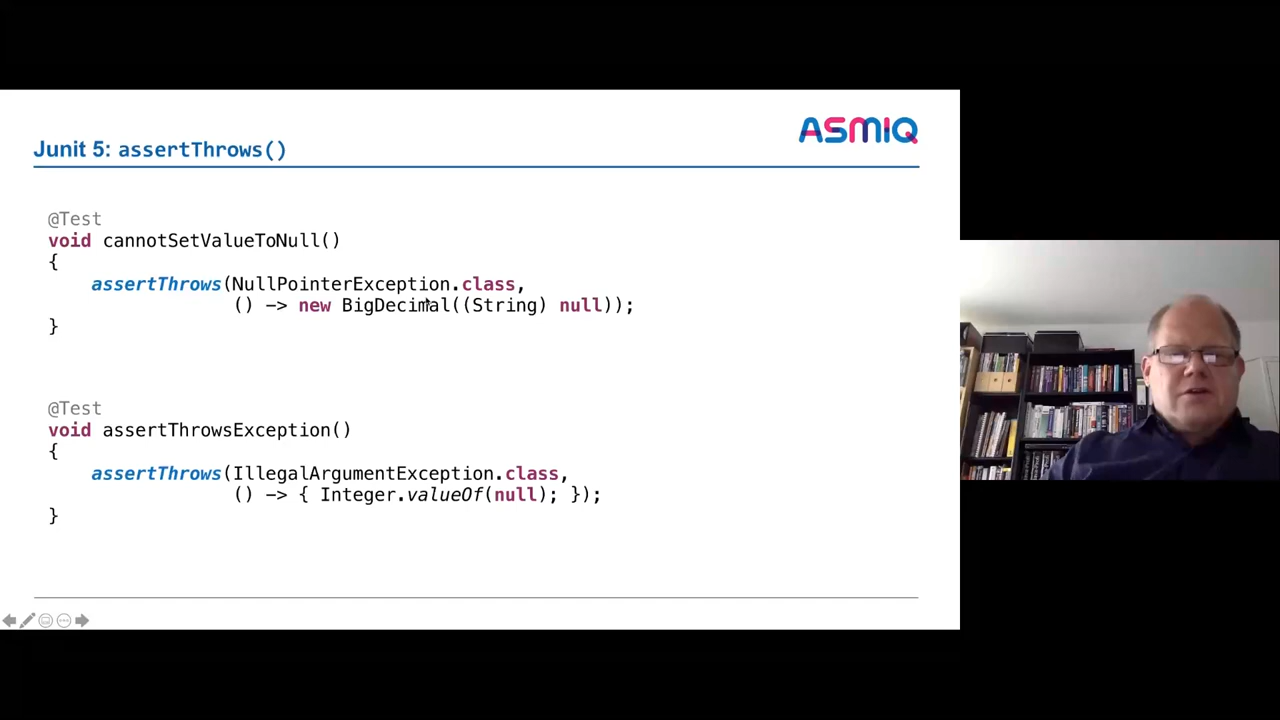 ASMIQ
Junit 5: assertThrows()
@Test
void cannotSetValueToNull()
{
assertThrows(NullPointerException.class,
() -> new BigDecimal((String) null));
}
@Test
void assertThrowsException()
{
assertThrows(IllegalArgumentException.class,
() -> { Integer.valueOf(null); });
}